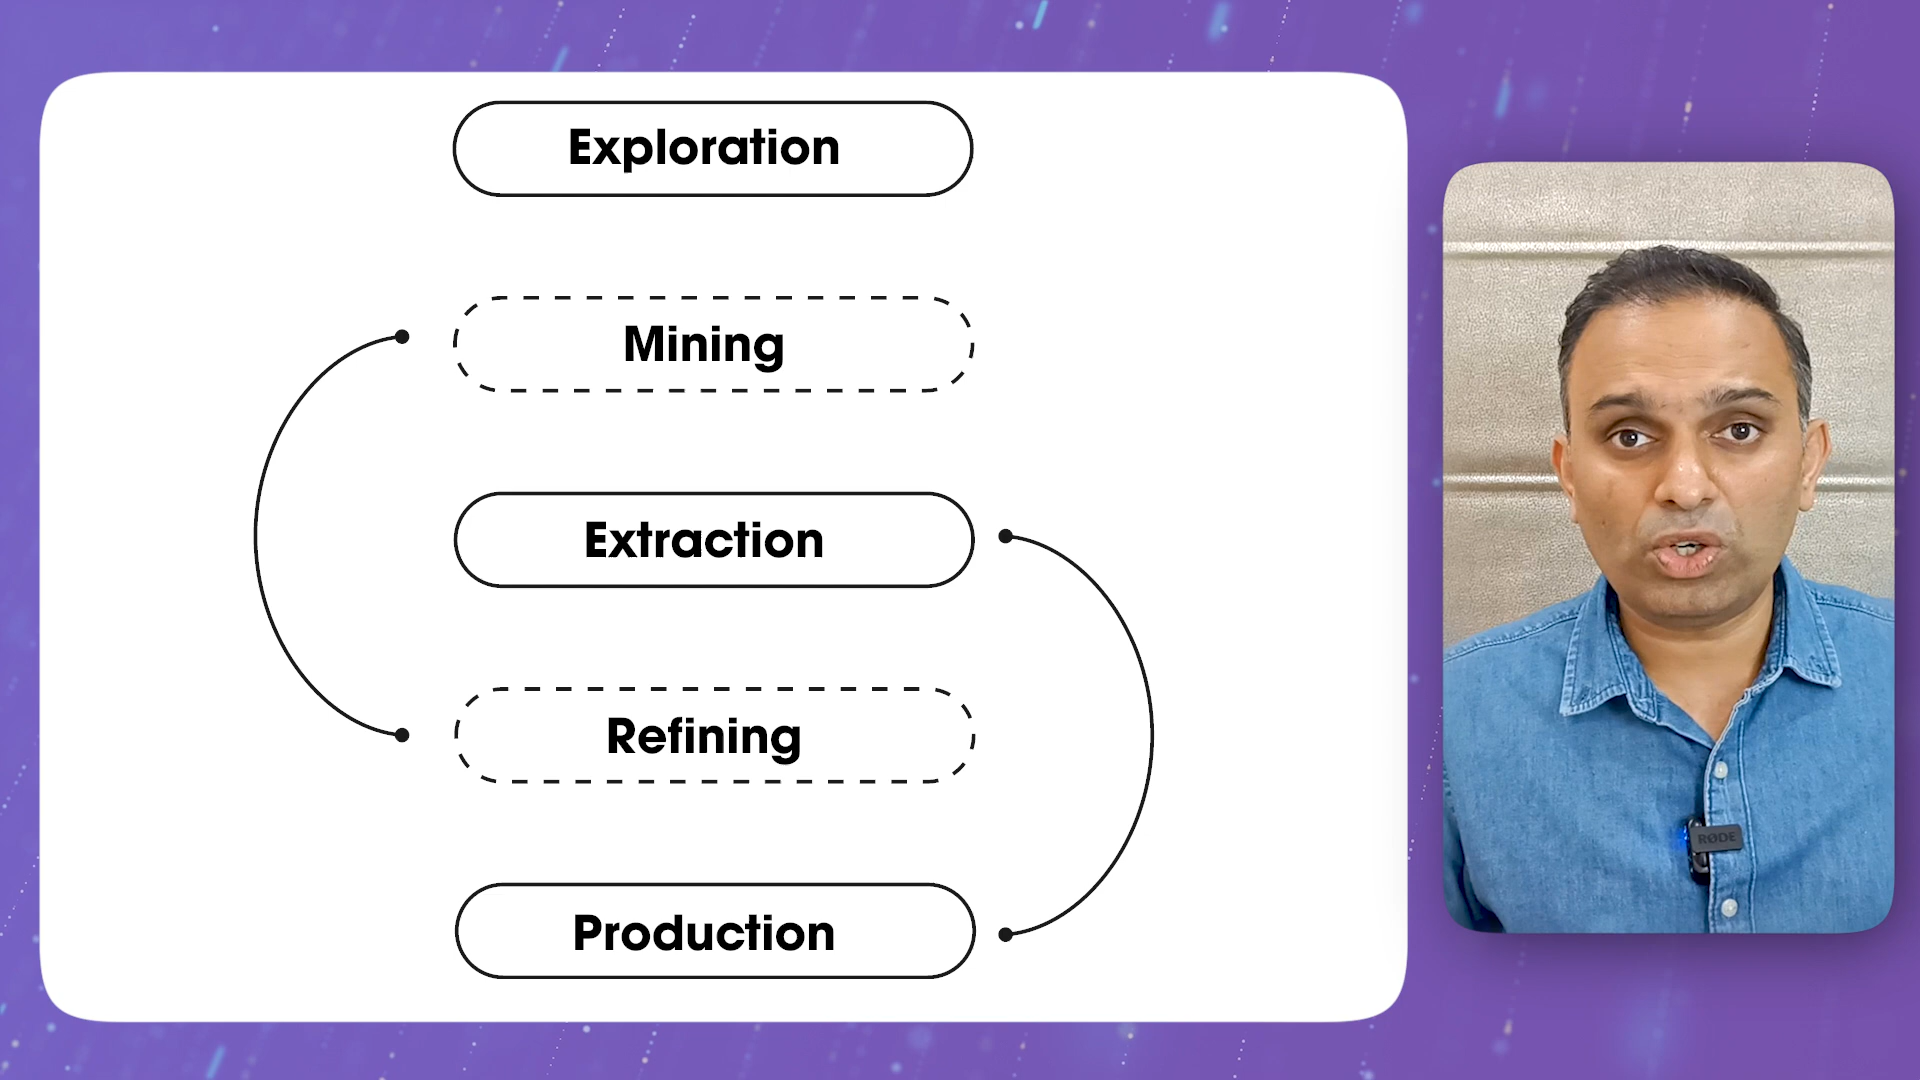 Exploration
Mining
Extraction
Refining
Production
RØDE